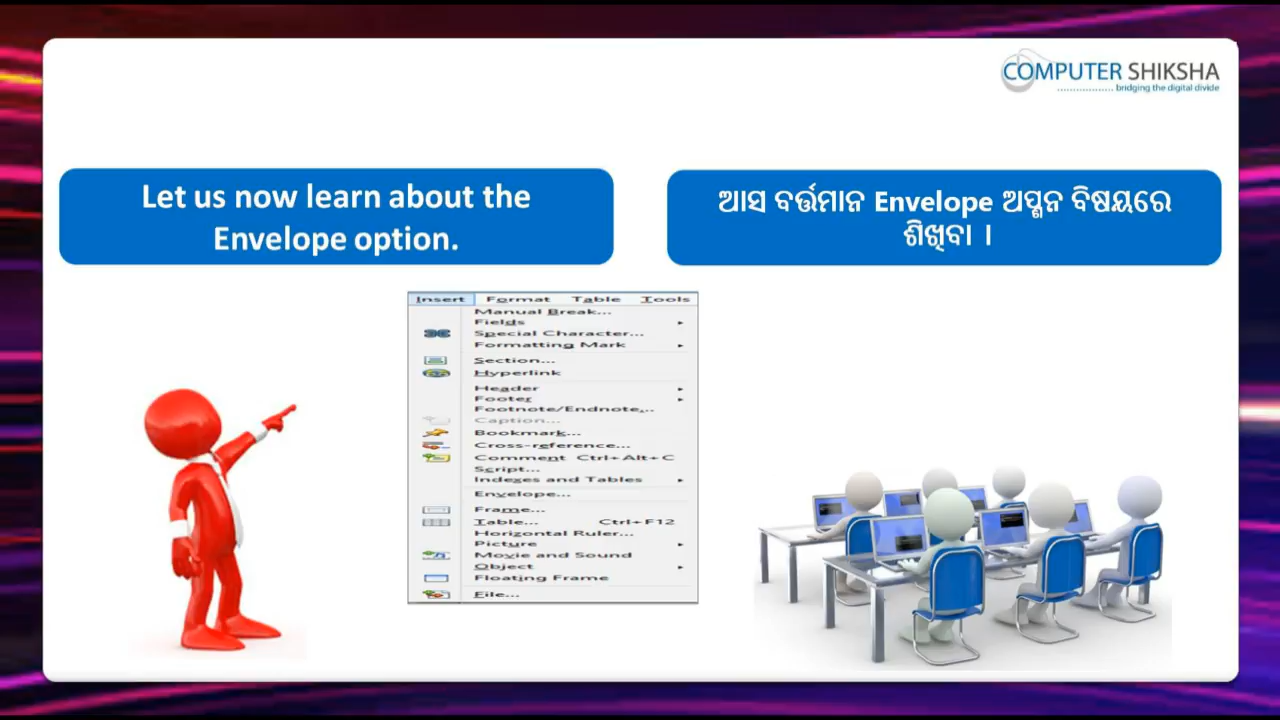 COMPUTER SHIKSHA
bridging the digital divide
Let us now learn about the
Envelope option.
ଆସ ବର୍ତ୍ତମାନ Envelope ଅପ୍ଶନ ବିଷୟରେ
ଶିଖିବା ।
Insert Format Table Tools
Manual Break...
Fields
Special Character...
Formatting Mark
Section...
Hyperlink
Header
Footer
Footnote/Endnote...
Caption...
Bookmark...
Cross-reference...
Comment Ctrl+Alt+C
Script...
Indexes and Tables
Envelope...
Frame...
Table... Ctrl+F12
Horizontal Ruler...
Picture
Movie and Sound
Object
Floating Frame
File...